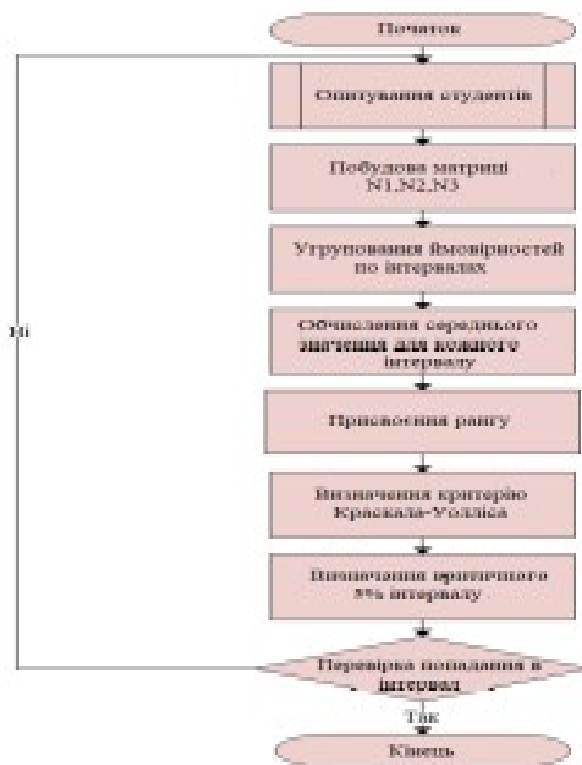 Початок
Опитування студентів
Побудова матриці
N1,N2,N3
Угруповання ймовірностей
по інтервалах
Обчислення середнього
значення для кожного
інтервалу
Присвоєння рангу
Визначення критерію
Краскала-Уолліса
Визначення критичного
5% інтервалу
Перевірка попадання в
інтервал
Ні
Так
Кінець